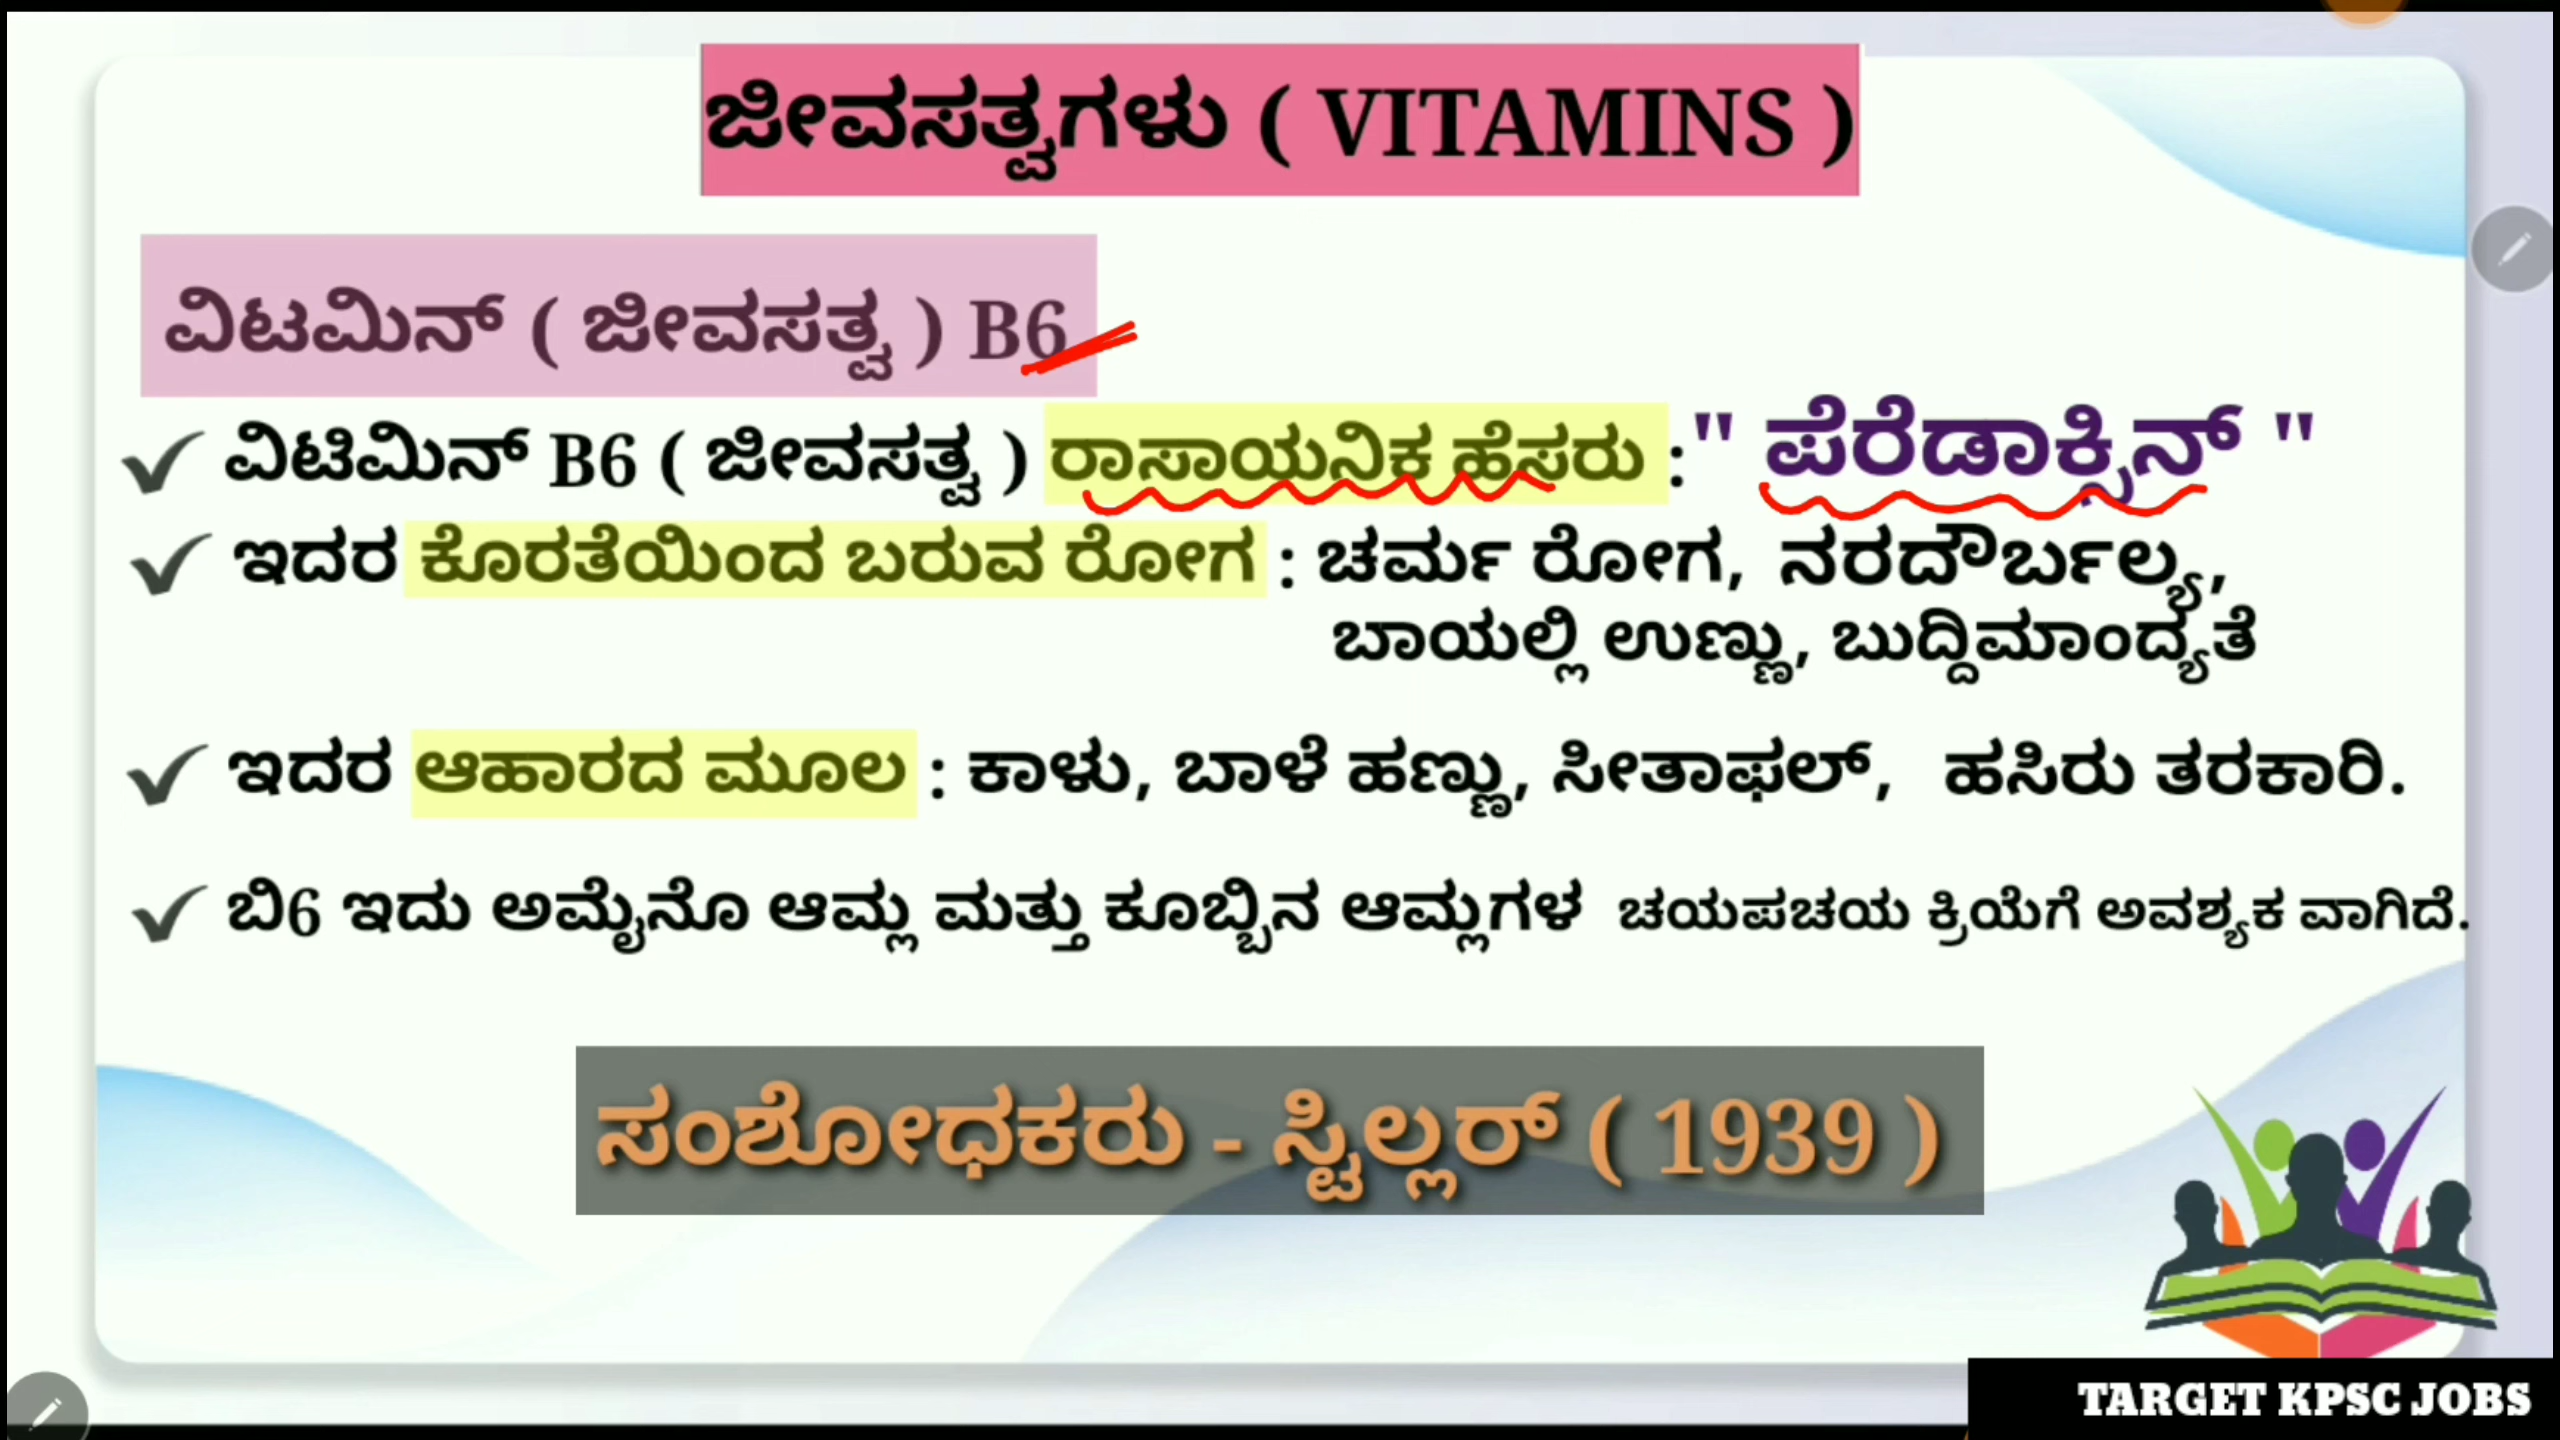 ಜೀವಸತ್ವಗಳು ( VITAMINS )
ವಿಟಮಿನ್ ( ಜೀವಸತ್ವ ) B6
ವಿಟಿಮಿನ್ B6 ( ಜೀವಸತ್ವ ) ರಾಸಾಯನಿಕ ಹೆಸರು : " ಪೆರೆಡಾಕ್ಸಿನ್ "
ಇದರ ಕೊರತೆಯಿಂದ ಬರುವ ರೋಗ : ಚರ್ಮ ರೋಗ, ನರದೌರ್ಬಲ್ಯ,
ಬಾಯಲ್ಲಿ ಉಣ್ಣು, ಬುದ್ದಿಮಾಂದ್ಯತೆ
ಇದರ ಆಹಾರದ ಮೂಲ : ಕಾಳು, ಬಾಳೆ ಹಣ್ಣು, ಸೀತಾಫಲ್, ಹಸಿರು ತರಕಾರಿ.
ಬಿ6 ಇದು ಅಮೈನೊ ಆಮ್ಲ ಮತ್ತು ಕೂಬ್ಬಿನ ಆಮ್ಲಗಳ ಚಯಪಚಯ ಕ್ರಿಯೆಗೆ ಅವಶ್ಯಕ ವಾಗಿದೆ.
ಸಂಶೋಧಕರು - ಸ್ಟಿಲ್ಲರ್ ( 1939 )
TARGET KPSC JOBS